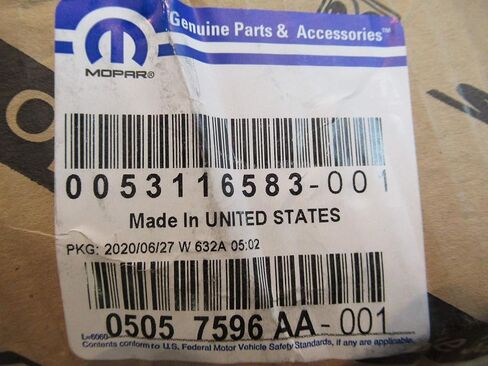 Genuine Parts & Accessories™
MOPAR®
0053116583-001
Made In UNITED STATES
PKG: 2020/06/27 W 632A 05:02
0505 7596 AA-001
L=6060
Contents conform to U.S. Federal Motor Vehicle Safety Standards, if any are applicable.